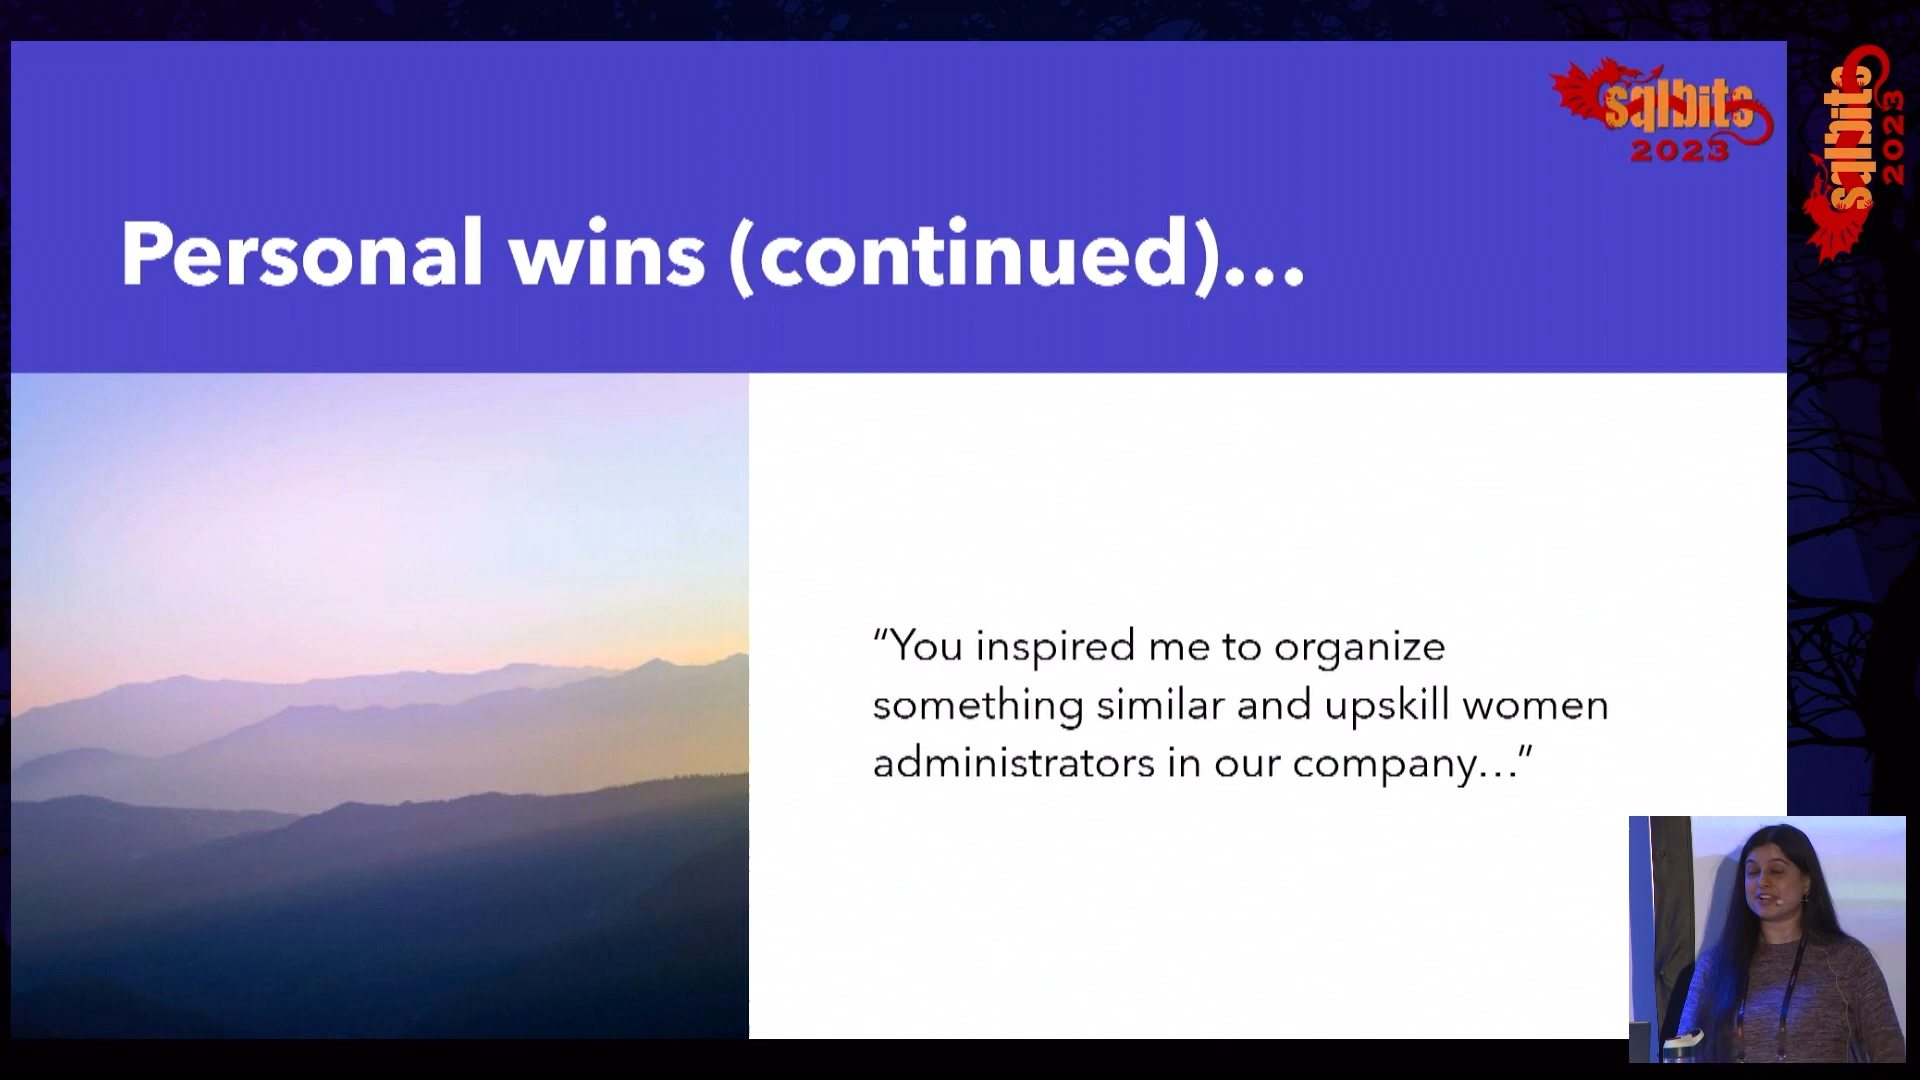 sqlbits
2023
sqlbits
2023
Personal wins (continued)...
“You inspired me to organize
something similar and upskill women
administrators in our company...”